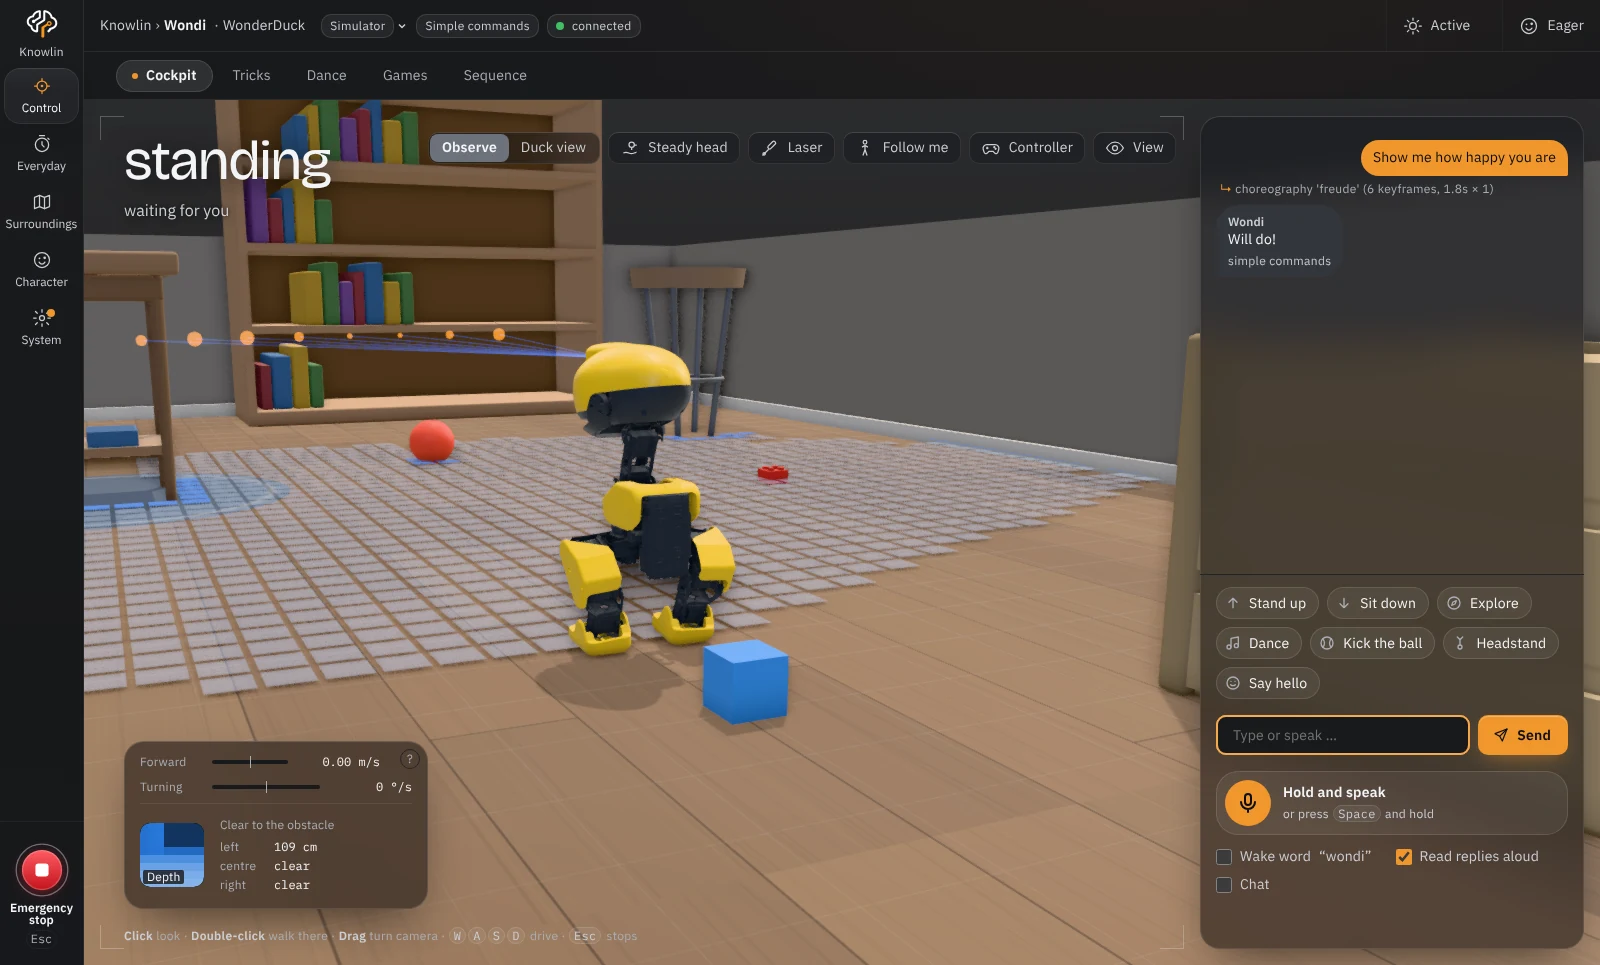 Knowlin › Wondi · WonderDuck
Simulator
Simple commands
connected
Active
Eager
Knowlin
Control
Everyday
Surroundings
Character
System
Emergency
stop
Esc
Cockpit
Tricks
Dance
Games
Sequence
standing
waiting for you
Observe
Duck view
Steady head
Laser
Follow me
Controller
View
Forward 0.00 m/s
?
Turning 0 °/s
Clear to the obstacle
left 109 cm
centre clear
right clear
Depth
Click look · Double-click walk there · Drag turn camera · W A S D drive · Esc stops
Show me how happy you are
↪ choreography 'freude' (6 keyframes, 1.8s × 1)
Wondi
Will do!
simple commands
Stand up
Sit down
Explore
Dance
Kick the ball
Headstand
Say hello
Type or speak ...
Send
Hold and speak
or press Space and hold
Wake word “wondi”
Read replies aloud
Chat